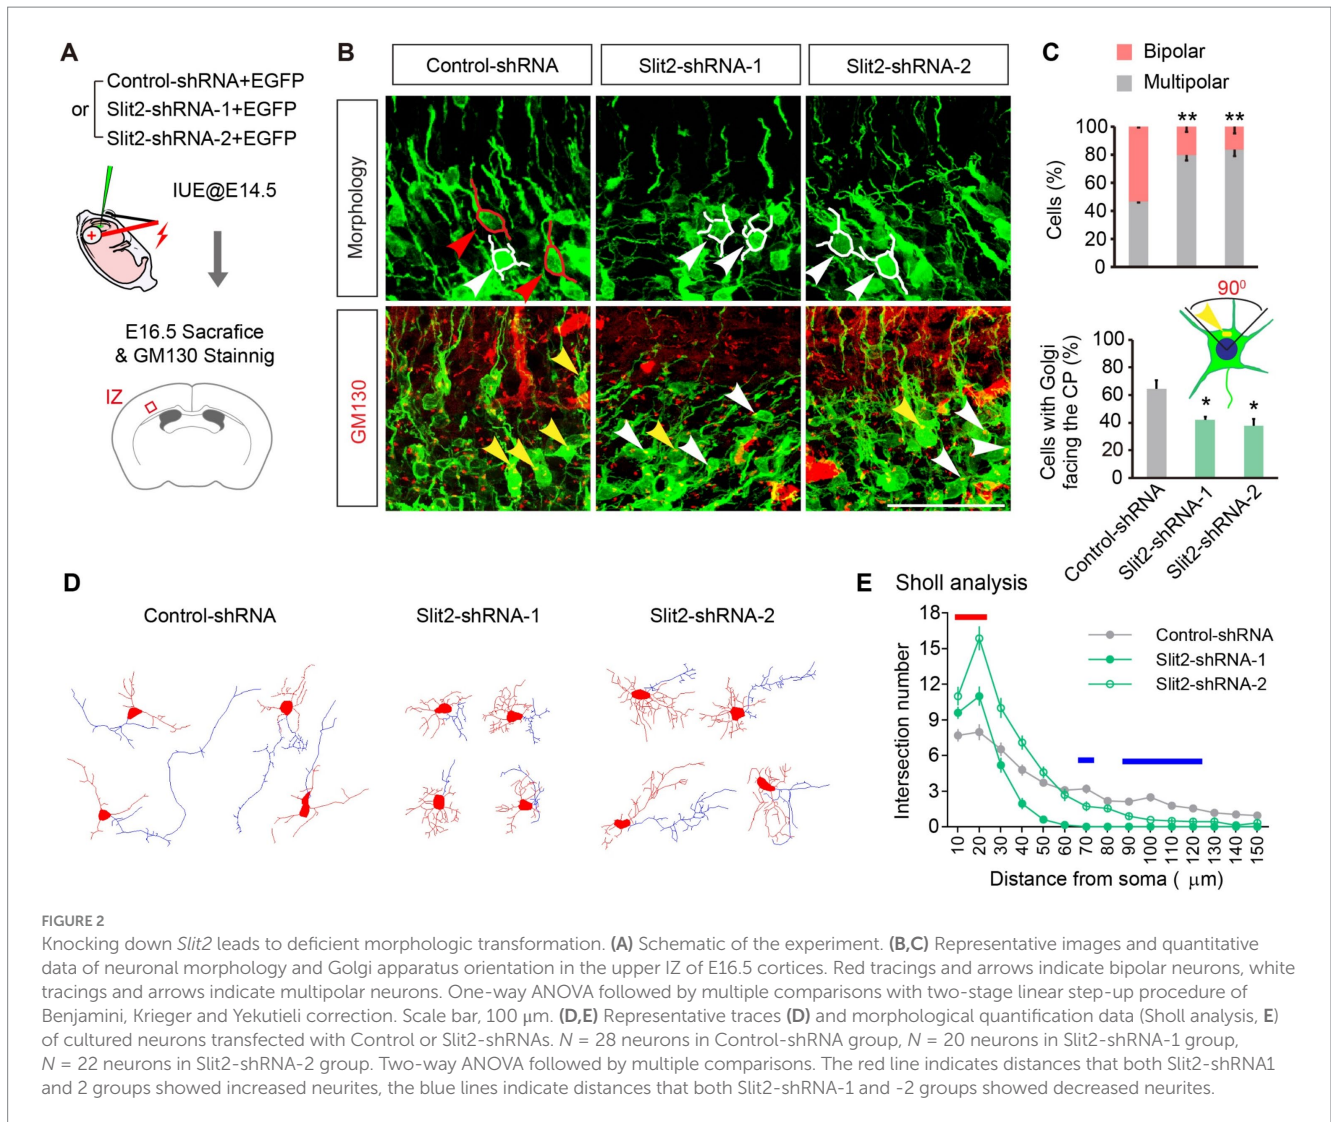 A
Control-shRNA+EGFP
or
Slit2-shRNA-1+EGFP
Slit2-shRNA-2+EGFP
IUE@E14.5
+
E16.5 Sacrafice
& GM130 Stainnig
IZ
B
Control-shRNA
Slit2-shRNA-1
Slit2-shRNA-2
Morphology
GM130
C
Bipolar
Multipolar
Cells (%)
100
80
60
40
20
0
** **
100
80
60
40
20
0
Cells (%)
90⁰
Cells with Golgi
facing the CP (%)
100
80
60
40
20
0
* *
Control-shRNA
Slit2-shRNA-1
Slit2-shRNA-2
D
Control-shRNA
Slit2-shRNA-1
Slit2-shRNA-2
E Sholl analysis
Intersection number
18
15
12
9
6
3
0
Control-shRNA
Slit2-shRNA-1
Slit2-shRNA-2
10 20 30 40 50 60 70 80 90 100 110 120 130 140 150
Distance from soma ( μm)
FIGURE 2
Knocking down Slit2 leads to deficient morphologic transformation. (A) Schematic of the experiment. (B,C) Representative images and quantitative
data of neuronal morphology and Golgi apparatus orientation in the upper IZ of E16.5 cortices. Red tracings and arrows indicate bipolar neurons, white
tracings and arrows indicate multipolar neurons. One-way ANOVA followed by multiple comparisons with two-stage linear step-up procedure of
Benjamini, Krieger and Yekutieli correction. Scale bar, 100 μm. (D,E) Representative traces (D) and morphological quantification data (Sholl analysis, E)
of cultured neurons transfected with Control or Slit2-shRNAs. N = 28 neurons in Control-shRNA group, N = 20 neurons in Slit2-shRNA-1 group,
N = 22 neurons in Slit2-shRNA-2 group. Two-way ANOVA followed by multiple comparisons. The red line indicates distances that both Slit2-shRNA1
and 2 groups showed increased neurites, the blue lines indicate distances that both Slit2-shRNA-1 and -2 groups showed decreased neurites.